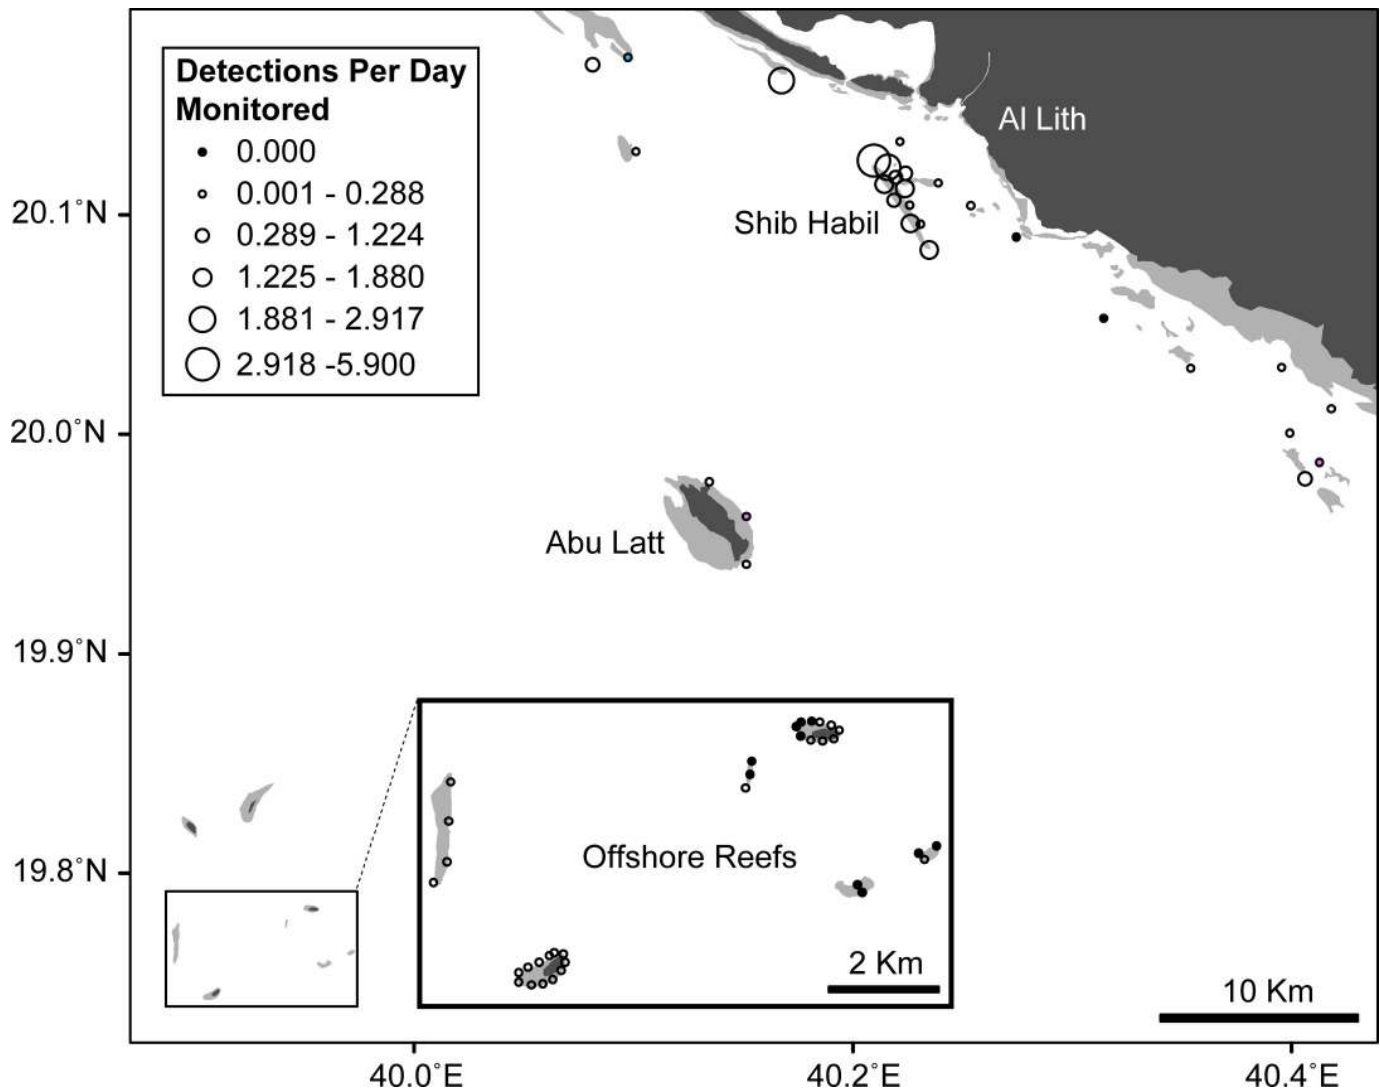 Detections Per Day
Monitored
0.000
0.001 - 0.288
0.289 - 1.224
1.225 - 1.880
1.881 - 2.917
2.918 -5.900
Al Lith
Shib Habil
Abu Latt
Offshore Reefs
2 Km
10 Km
20.1°N
20.0°N
19.9°N
19.8°N
40.0°E
40.2°E
40.4°E